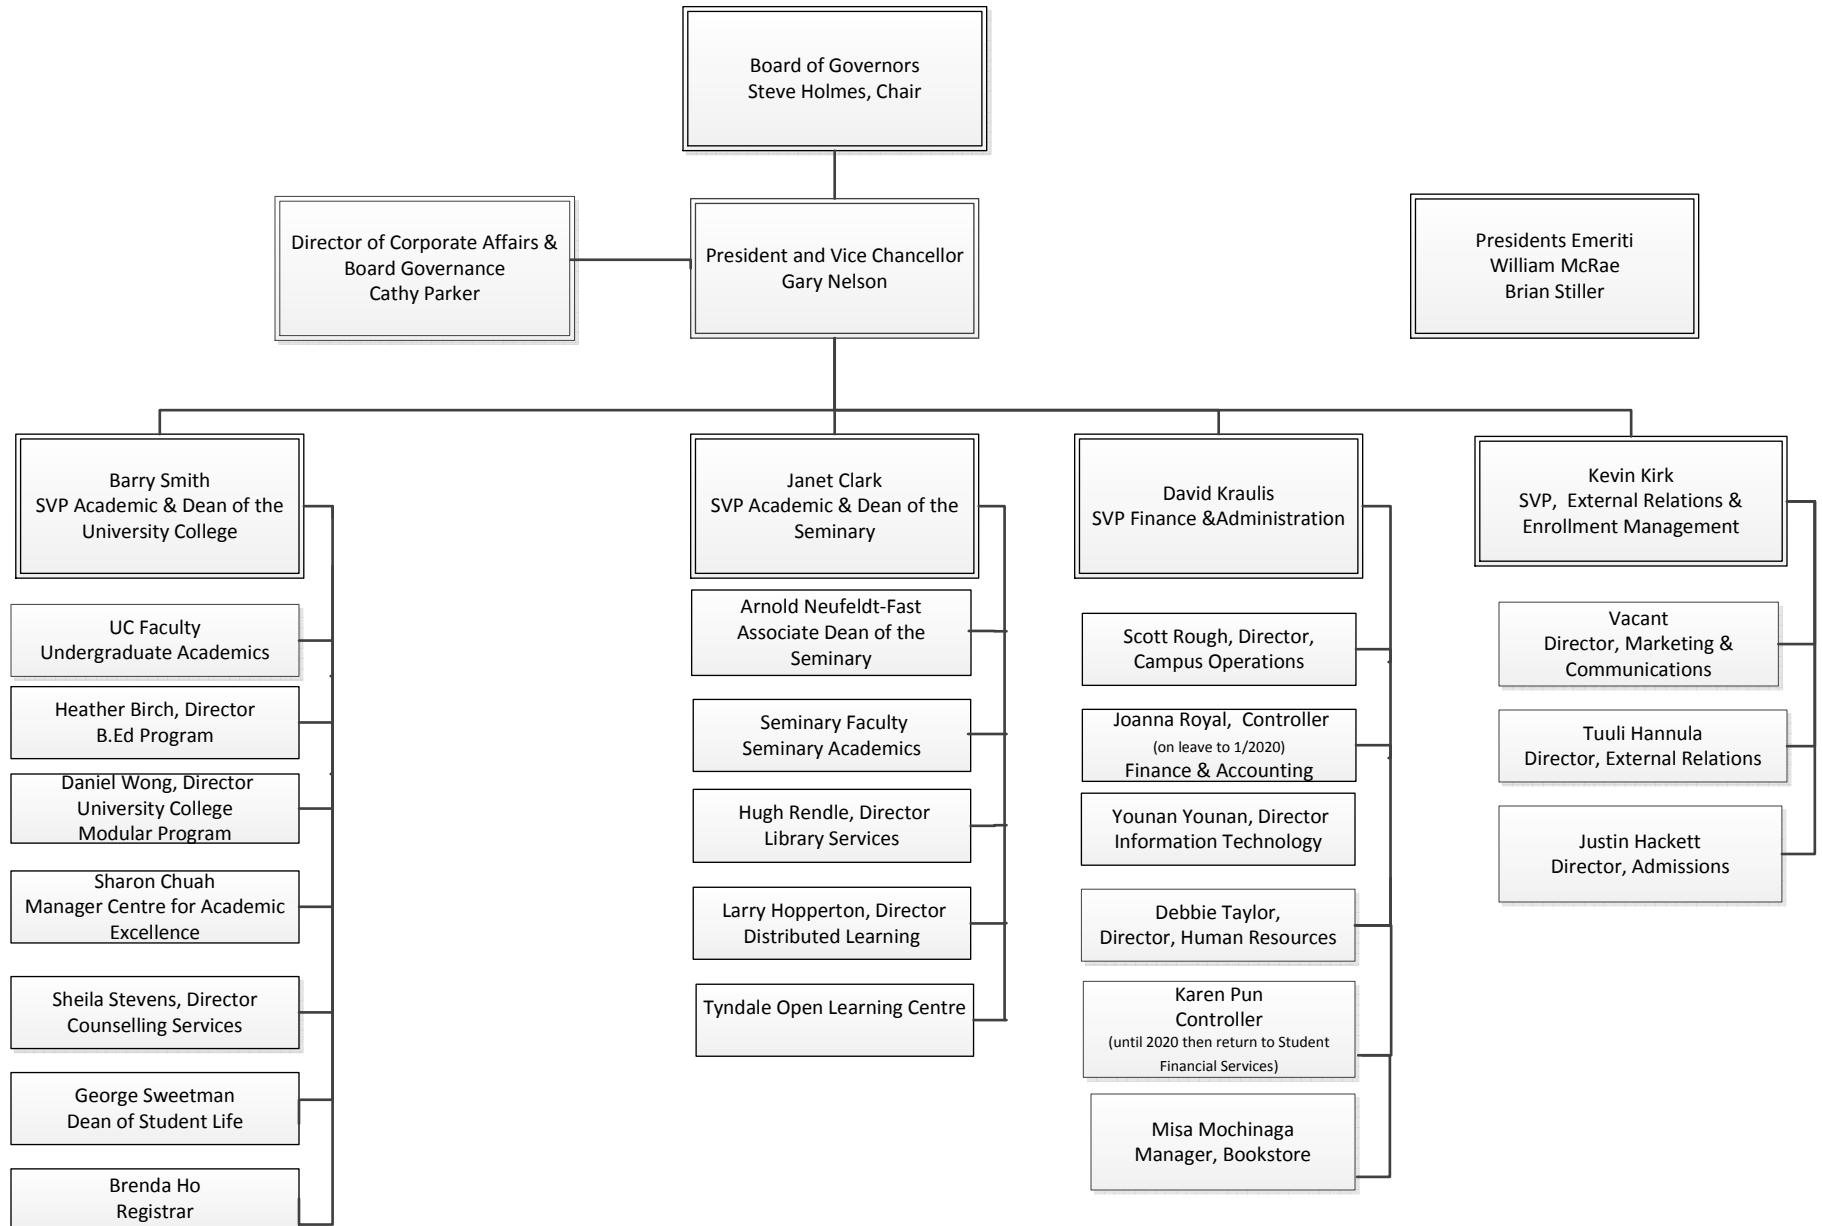 Board of Governors
Steve Holmes, Chair
Director of Corporate Affairs &
Board Governance
Cathy Parker
President and Vice Chancellor
Gary Nelson
Presidents Emeriti
William McRae
Brian Stiller
Barry Smith
SVP Academic & Dean of the
University College
UC Faculty
Undergraduate Academics
Heather Birch, Director
B.Ed Program
Daniel Wong, Director
University College
Modular Program
Sharon Chuah
Manager Centre for Academic
Excellence
Sheila Stevens, Director
Counselling Services
George Sweetman
Dean of Student Life
Brenda Ho
Registrar
Janet Clark
SVP Academic & Dean of the
Seminary
Arnold Neufeldt-Fast
Associate Dean of the
Seminary
Seminary Faculty
Seminary Academics
Hugh Rendle, Director
Library Services
Larry Hopperton, Director
Distributed Learning
Tyndale Open Learning Centre
David Kraulis
SVP Finance &Administration
Scott Rough, Director,
Campus Operations
Joanna Royal,  Controller
(on leave to 1/2020)
Finance & Accounting
Younan Younan, Director
Information Technology
Debbie Taylor,
Director, Human Resources
Karen Pun
Controller
(until 2020 then return to Student
Financial Services)
Misa Mochinaga
Manager, Bookstore
Kevin Kirk
SVP,  External Relations &
Enrollment Management
Vacant
Director, Marketing &
Communications
Tuuli Hannula
Director, External Relations
Justin Hackett
Director, Admissions